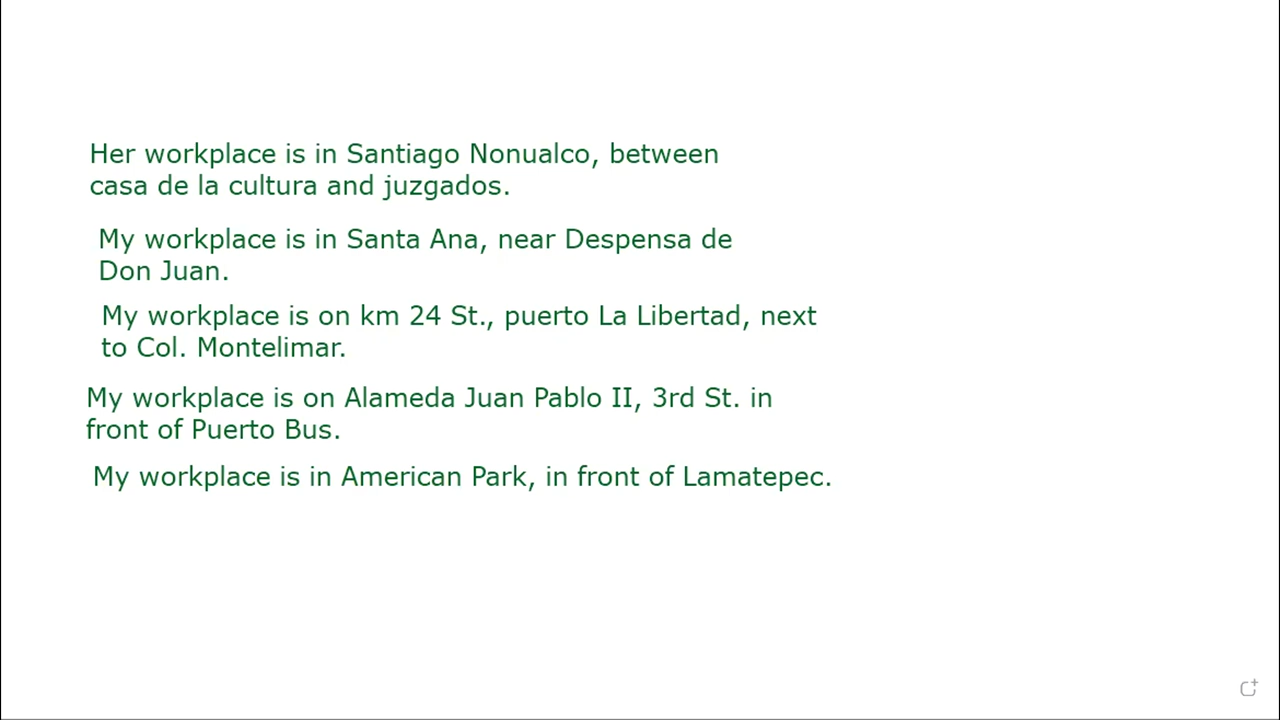 Her workplace is in Santiago Nonualco, between
casa de la cultura and juzgados.
My workplace is in Santa Ana, near Despensa de
Don Juan.
My workplace is on km 24 St., puerto La Libertad, next
to Col. Montelimar.
My workplace is on Alameda Juan Pablo II, 3rd St. in
front of Puerto Bus.
My workplace is in American Park, in front of Lamatepec.